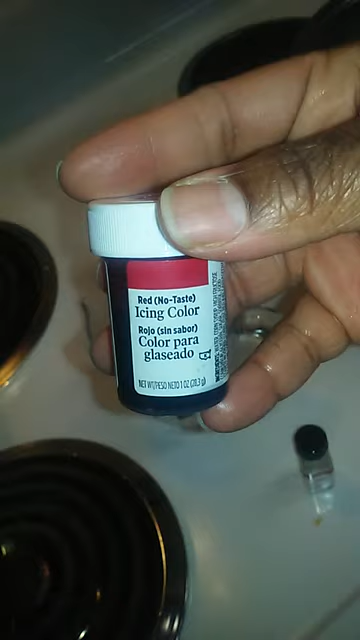 Red (No-Taste)
Icing Color
Rojo (sin sabor)
Color para
glaseado
NET WT/PESO NETO 1 OZ (28,3 g)